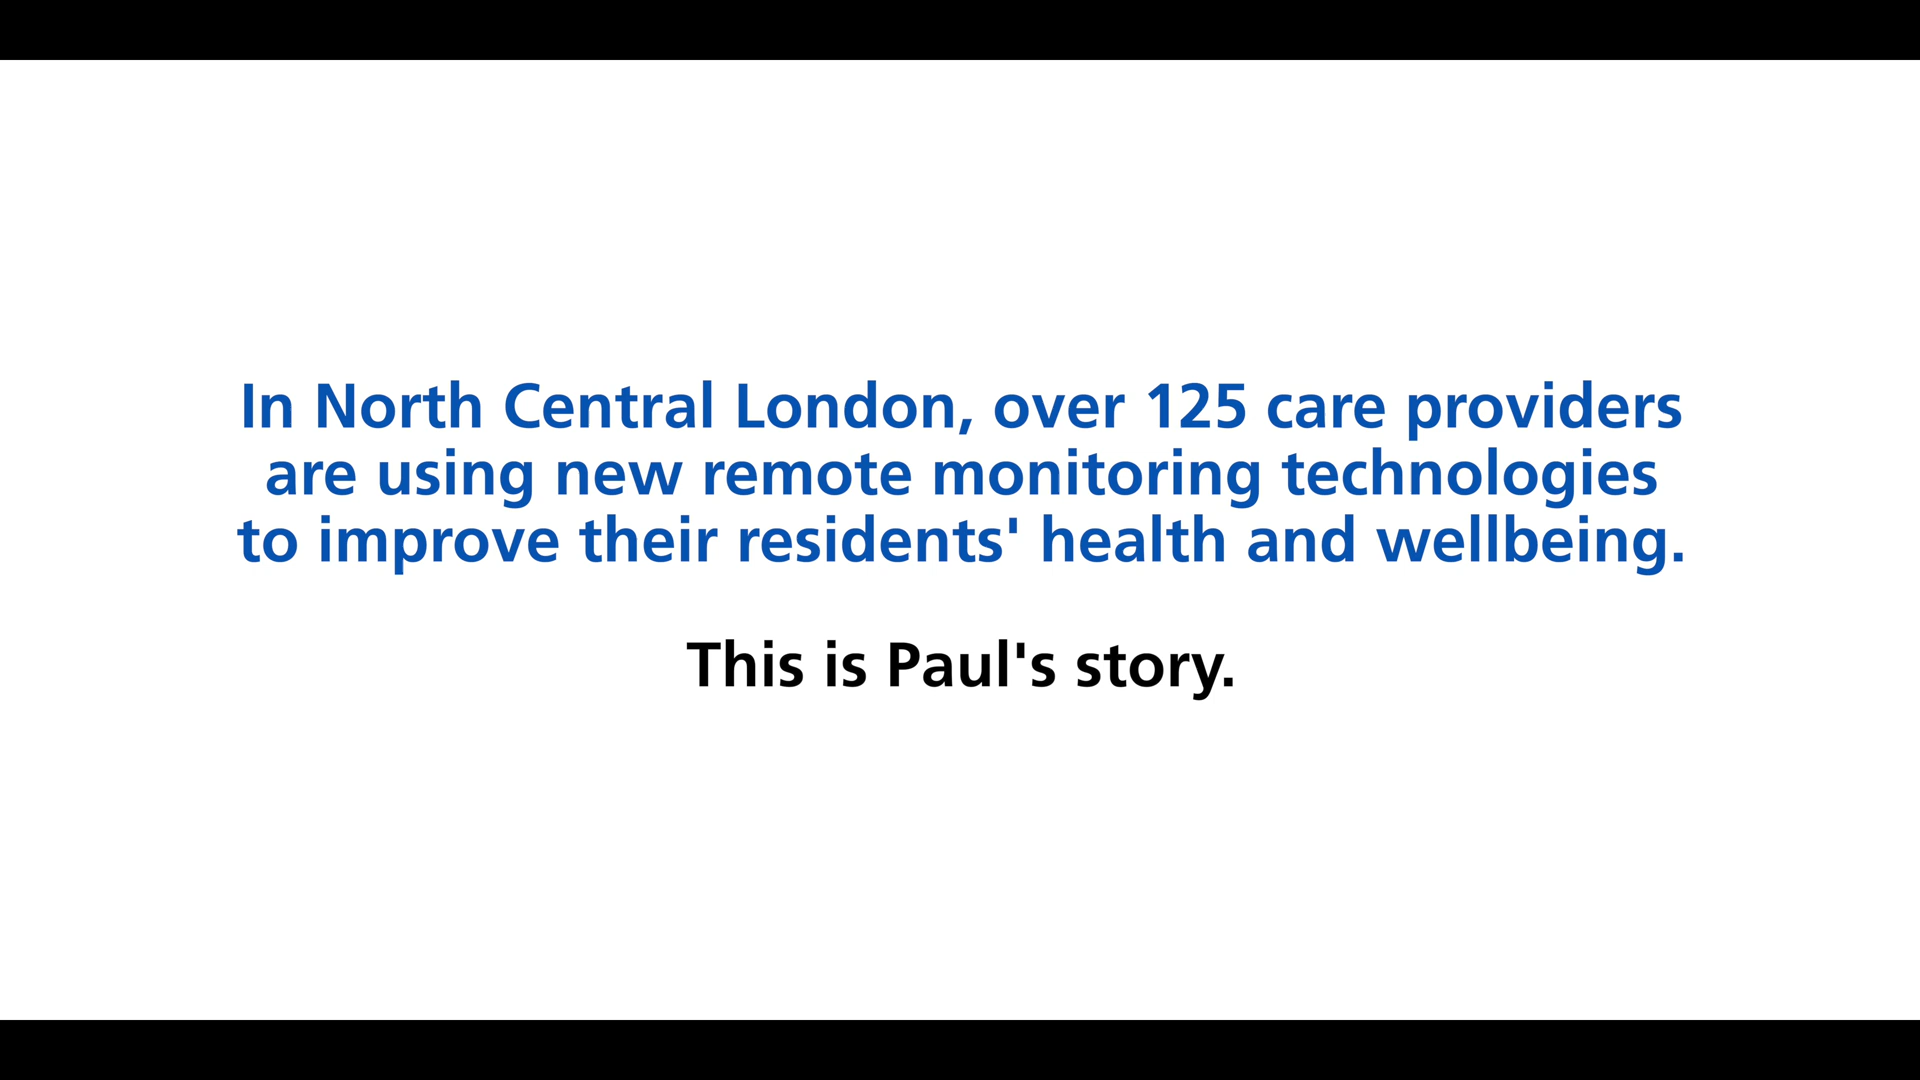 In North Central London, over 125 care providers
are using new remote monitoring technologies
to improve their residents' health and wellbeing.
This is Paul's story.